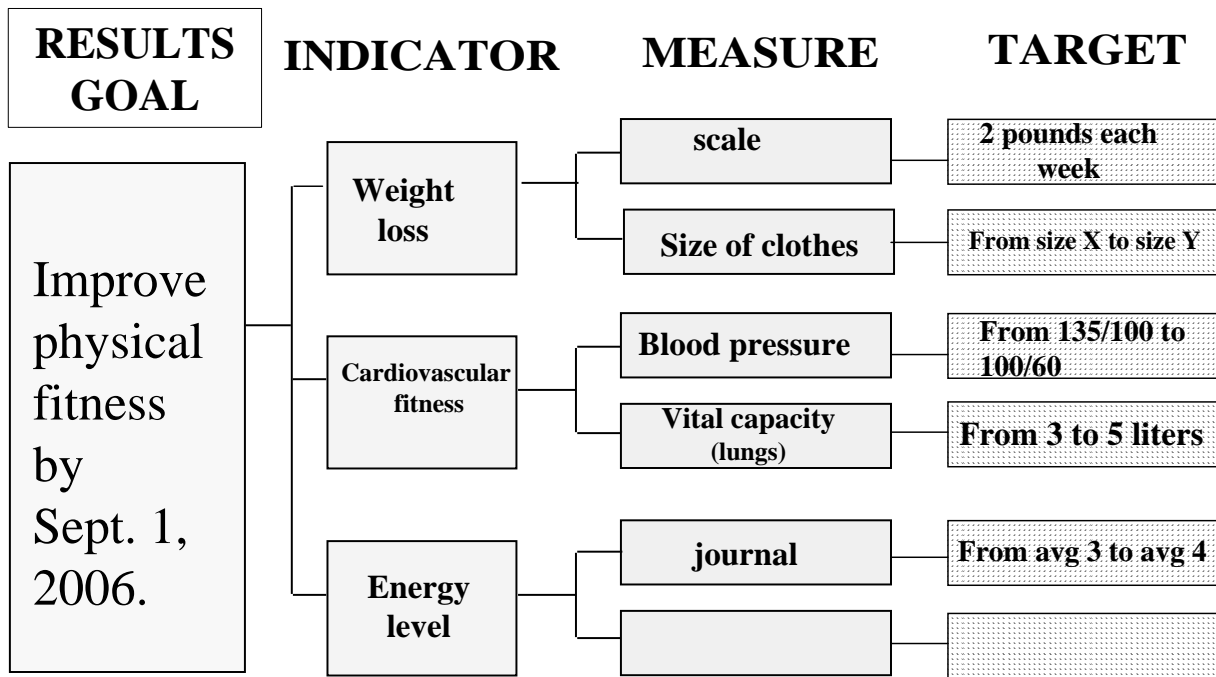 RESULTS
GOAL
INDICATOR
MEASURE
TARGET
Improve
physical
fitness
by
Sept. 1,
2006.
Weight
loss
scale
2 pounds each
week
Size of clothes
From size X to size Y
Cardiovascular
fitness
Blood pressure
From 135/100 to
100/60
Vital capacity
(lungs)
From 3 to 5 liters
Energy
level
journal
From avg 3 to avg 4